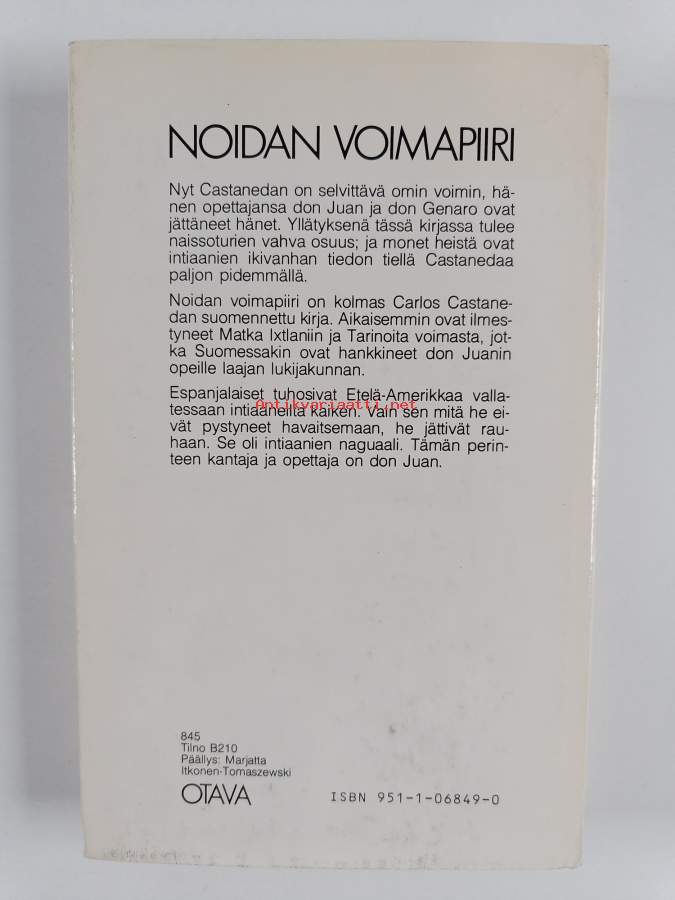 NOIDAN VOIMAPIIRI
Nyt Castanedan on selvittävä omin voimin, hä-
nen opettajansa don Juan ja don Genaro ovat
jättäneet hänet. Yllätyksenä tässä kirjassa tulee
naissoturien vahva osuus; ja monet heistä ovat
intiaanien ikivanhan tiedon tiellä Castanedaa
paljon pidemmällä.
Noidan voimapiiri on kolmas Carlos Castane-
dan suomennettu kirja. Aikaisemmin ovat ilmes-
tyneet Matka Ixtlaniin ja Tarinoita voimasta, jot-
ka Suomessakin ovat hankkineet don Juanin
opeille laajan lukijakunnan.
Espanjalaiset tuhosivat Etelä-Amerikkaa valla-
Antikvariaatti.net
tessaan intiaaneilta kaiken. Vain sen mitä he ei-
vät pystyneet havaitsemaan, he jättivät rau-
haan. Se oli intiaanien naguaali. Tämän perin-
teen kantaja ja opettaja on don Juan.
845
Tilno B210
Päällys: Marjatta
Itkonen-Tomaszewski
OTAVA
ISBN 951-1-06849-0